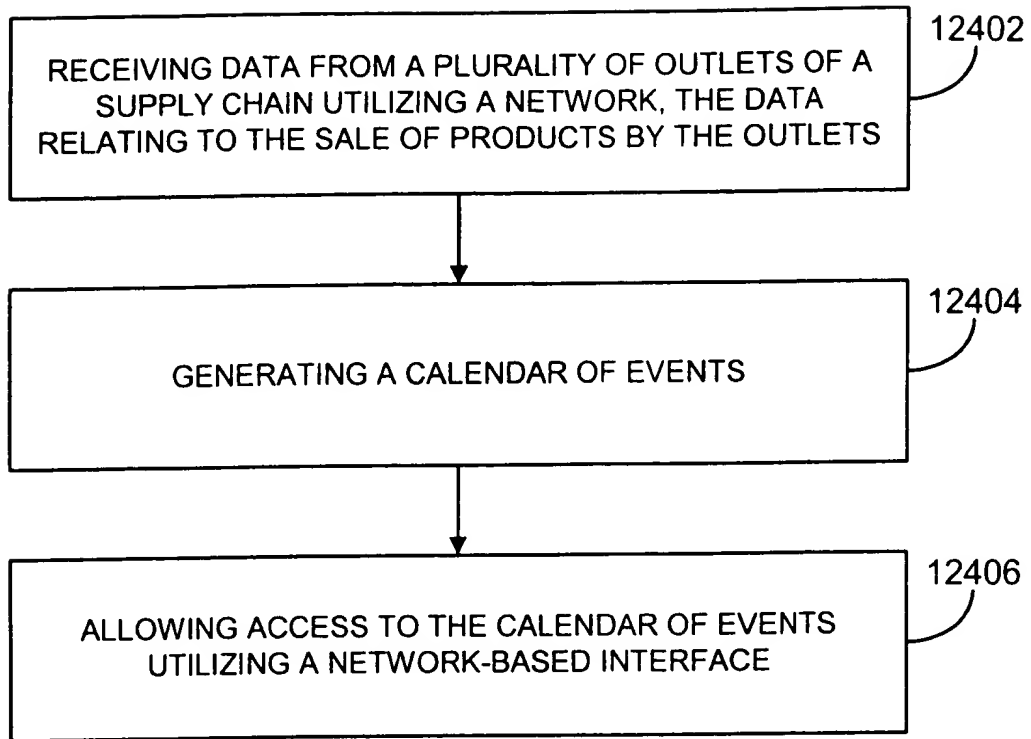 12402
RECEIVING DATA FROM A PLURALITY OF OUTLETS OF A
SUPPLY CHAIN UTILIZING A NETWORK, THE DATA
RELATING TO THE SALE OF PRODUCTS BY THE OUTLETS
12404
GENERATING A CALENDAR OF EVENTS
12406
ALLOWING ACCESS TO THE CALENDAR OF EVENTS
UTILIZING A NETWORK-BASED INTERFACE